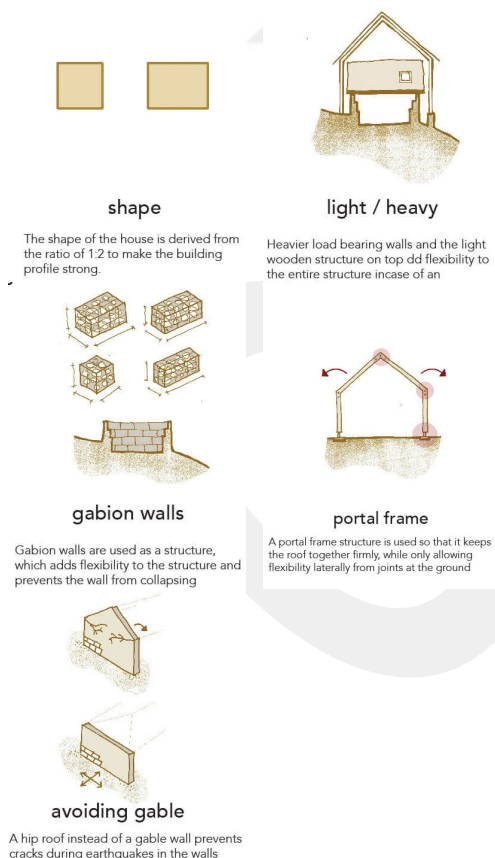 shape
The shape of the house is derived from
the ratio of 1:2 to make the building
profile strong.
light / heavy
Heavier load bearing walls and the light
wooden structure on top dd flexibility to
the entire structure incase of an
gabion walls
Gabion walls are used as a structure,
which adds flexibility to the structure and
prevents the wall from collapsing
portal frame
A portal frame structure is used so that it keeps
the roof together firmly, while only allowing
flexibility laterally from joints at the ground
avoiding gable
A hip roof instead of a gable wall prevents
cracks during earthquakes in the walls